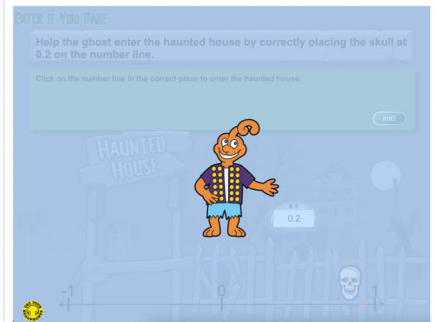 ENTER IF YOU DARE
Help the ghost enter the haunted house by correctly placing the skull at
0.2 on the number line.
Click on the number line in the correct place to enter the haunted house.
HINT
HAUNTED
HOUSE
0.2
-1 0 1